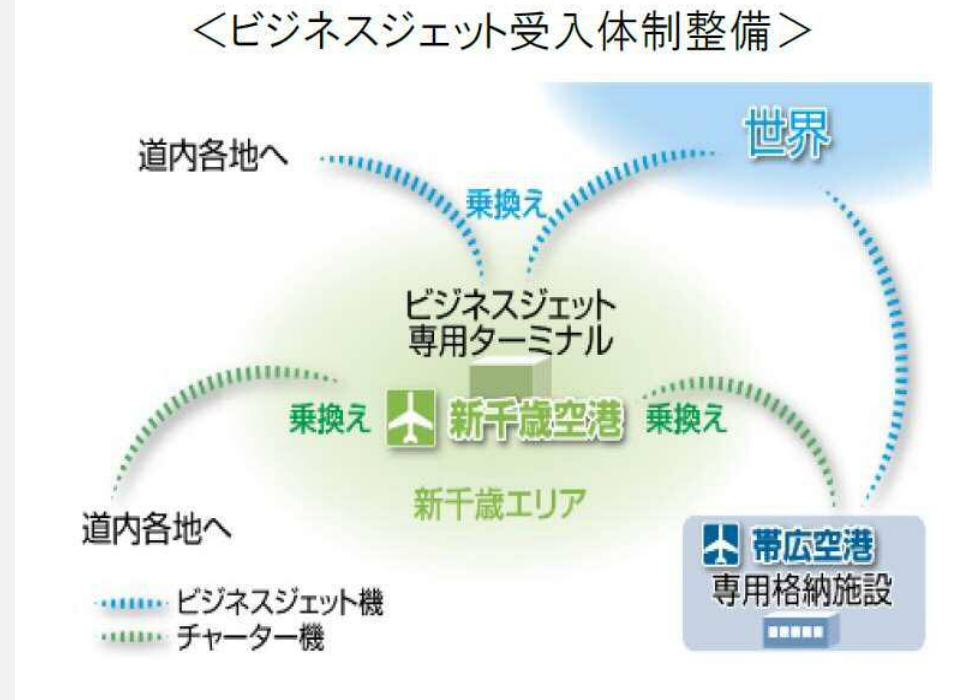 ＜ビジネスジェット受入体制整備＞
世界
道内各地へ
乗換え
ビジネスジェット
専用ターミナル
乗換え
新千歳空港
乗換え
新千歳エリア
道内各地へ
帯広空港
専用格納施設
ビジネスジェット機
チャーター機